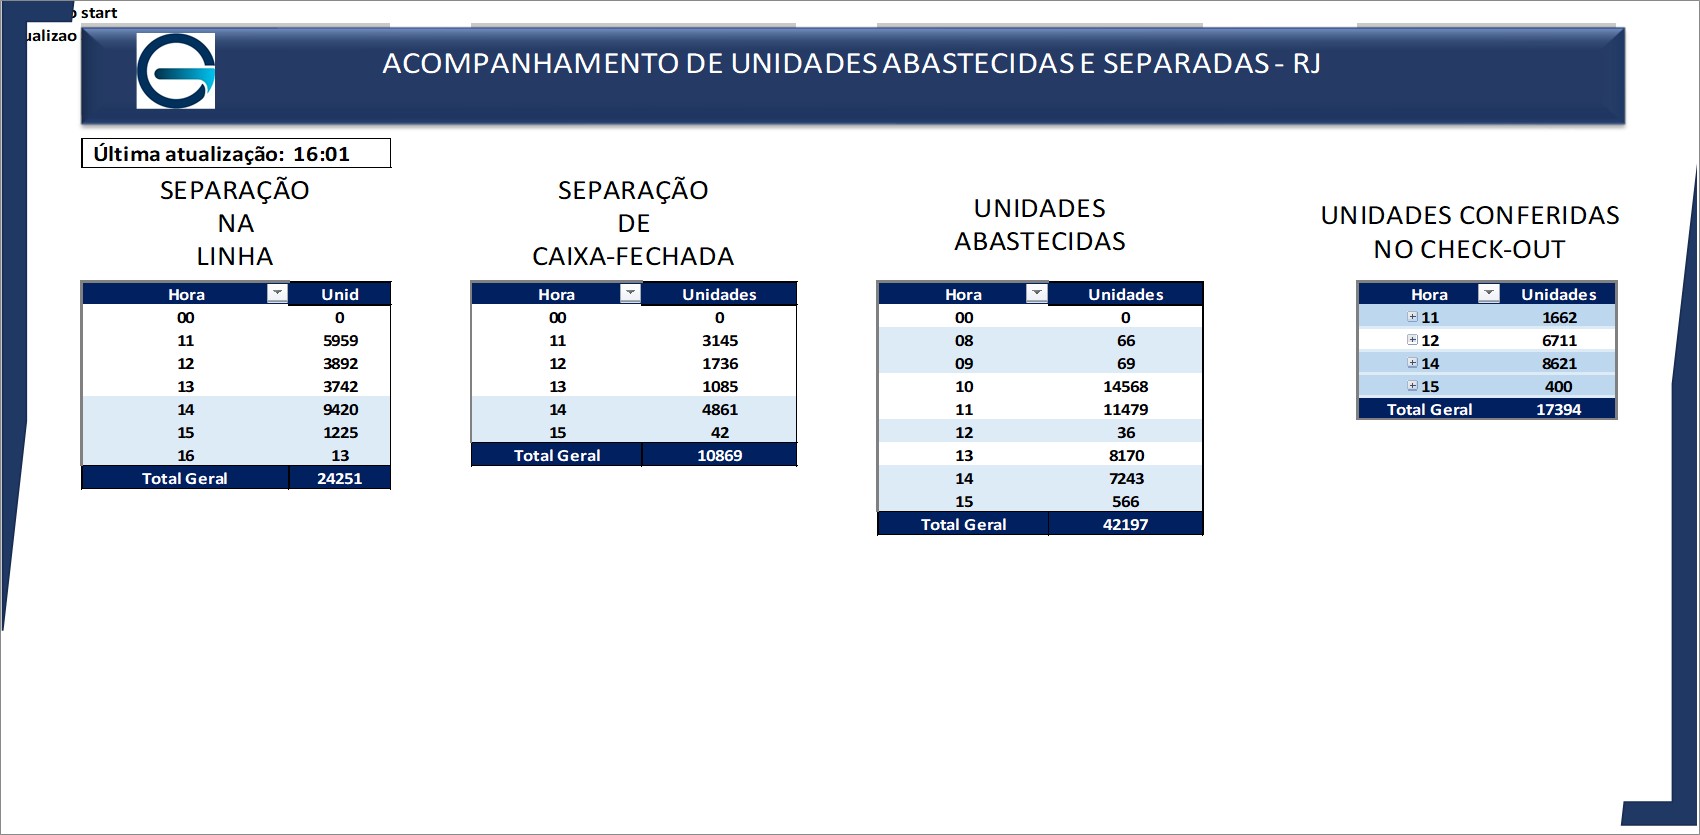 start
ualizao
ACOMPANHAMENTO DE UNIDADES ABASTECIDAS E SEPARADAS - RJ
Última atualização: 16:01
SEPARAÇÃO
NA
LINHA
Hora Unid
00 0
11 5959
12 3892
13 3742
14 9420
15 1225
16 13
Total Geral 24251
SEPARAÇÃO
DE
CAIXA-FECHADA
Hora Unidades
00 0
11 3145
12 1736
13 1085
14 4861
15 42
Total Geral 10869
UNIDADES
ABASTECIDAS
Hora Unidades
00 0
08 66
09 69
10 14568
11 11479
12 36
13 8170
14 7243
15 566
Total Geral 42197
UNIDADES CONFERIDAS
NO CHECK-OUT
Hora Unidades
11 1662
12 6711
14 8621
15 400
Total Geral 17394